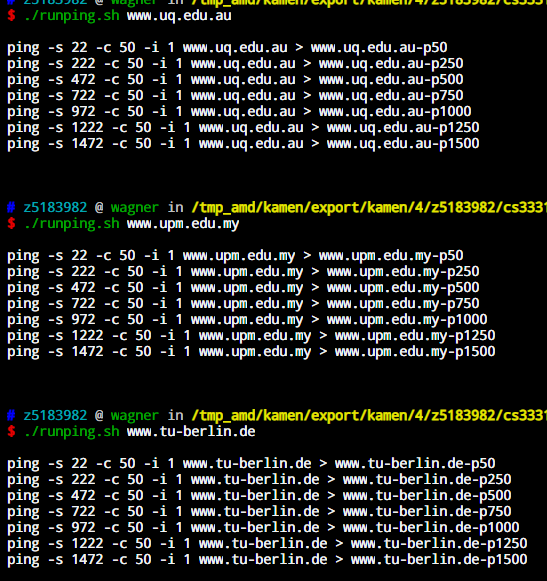 # z5183982 @ wagner in /tmp_amd/kamen/export/kamen/4/z5183982/cs3331
$ ./runping.sh www.uq.edu.au
ping -s 22 -c 50 -i 1 www.uq.edu.au > www.uq.edu.au-p50
ping -s 222 -c 50 -i 1 www.uq.edu.au > www.uq.edu.au-p250
ping -s 472 -c 50 -i 1 www.uq.edu.au > www.uq.edu.au-p500
ping -s 722 -c 50 -i 1 www.uq.edu.au > www.uq.edu.au-p750
ping -s 972 -c 50 -i 1 www.uq.edu.au > www.uq.edu.au-p1000
ping -s 1222 -c 50 -i 1 www.uq.edu.au > www.uq.edu.au-p1250
ping -s 1472 -c 50 -i 1 www.uq.edu.au > www.uq.edu.au-p1500
# z5183982 @ wagner in /tmp_amd/kamen/export/kamen/4/z5183982/cs3331
$ ./runping.sh www.upm.edu.my
ping -s 22 -c 50 -i 1 www.upm.edu.my > www.upm.edu.my-p50
ping -s 222 -c 50 -i 1 www.upm.edu.my > www.upm.edu.my-p250
ping -s 472 -c 50 -i 1 www.upm.edu.my > www.upm.edu.my-p500
ping -s 722 -c 50 -i 1 www.upm.edu.my > www.upm.edu.my-p750
ping -s 972 -c 50 -i 1 www.upm.edu.my > www.upm.edu.my-p1000
ping -s 1222 -c 50 -i 1 www.upm.edu.my > www.upm.edu.my-p1250
ping -s 1472 -c 50 -i 1 www.upm.edu.my > www.upm.edu.my-p1500
# z5183982 @ wagner in /tmp_amd/kamen/export/kamen/4/z5183982/cs3331
$ ./runping.sh www.tu-berlin.de
ping -s 22 -c 50 -i 1 www.tu-berlin.de > www.tu-berlin.de-p50
ping -s 222 -c 50 -i 1 www.tu-berlin.de > www.tu-berlin.de-p250
ping -s 472 -c 50 -i 1 www.tu-berlin.de > www.tu-berlin.de-p500
ping -s 722 -c 50 -i 1 www.tu-berlin.de > www.tu-berlin.de-p750
ping -s 972 -c 50 -i 1 www.tu-berlin.de > www.tu-berlin.de-p1000
ping -s 1222 -c 50 -i 1 www.tu-berlin.de > www.tu-berlin.de-p1250
ping -s 1472 -c 50 -i 1 www.tu-berlin.de > www.tu-berlin.de-p1500